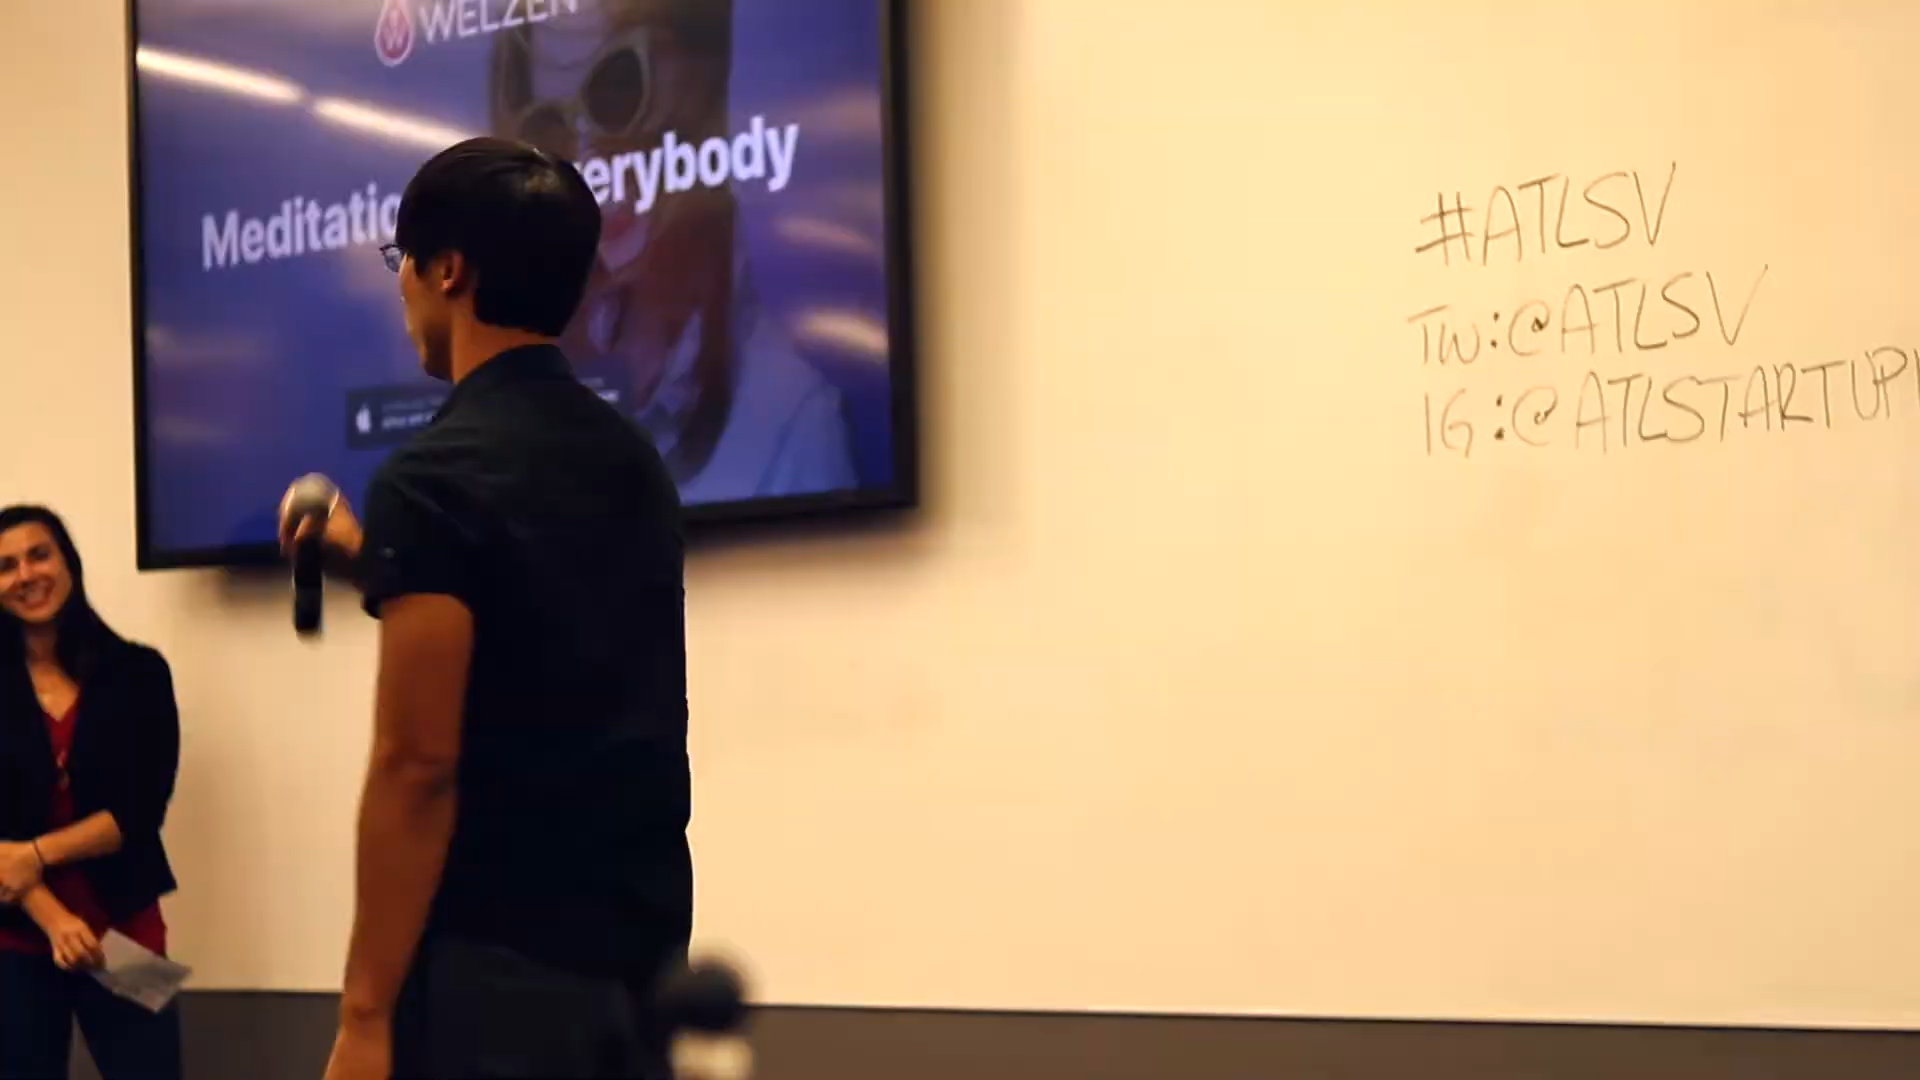 WELZEN
Meditatio erybody
#ATLSV
TW:@ATLSV
IG:@ATLSTARTUP